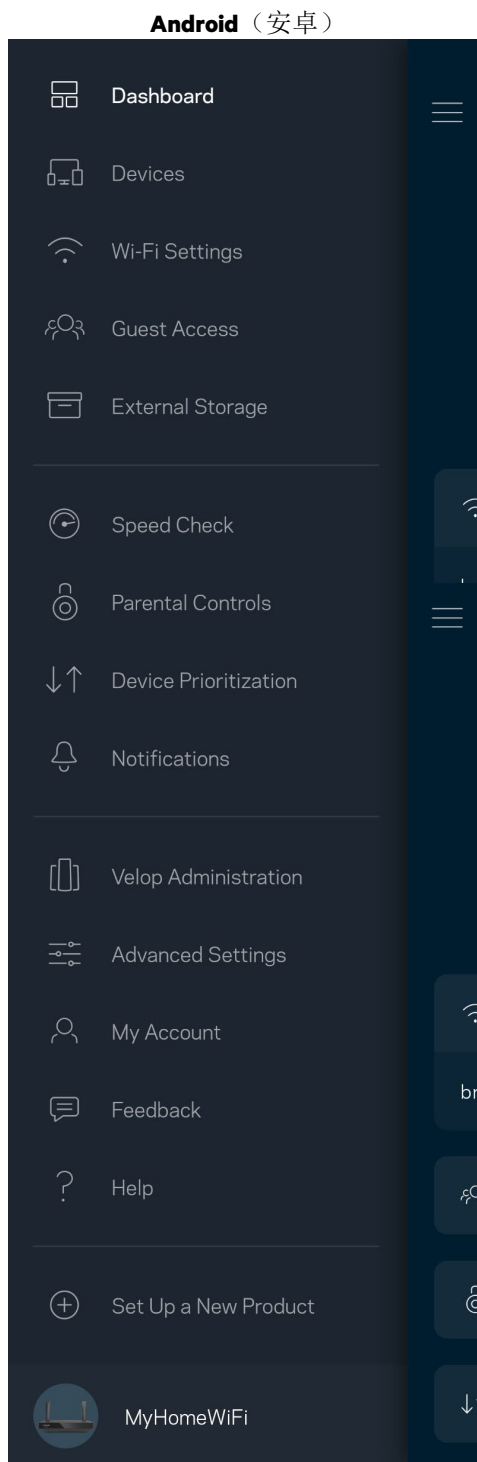 Android（安卓）
Dashboard
Devices
Wi-Fi Settings
Guest Access
External Storage
Speed Check
Parental Controls
Device Prioritization
Notifications
Velop Administration
Advanced Settings
My Account
Feedback
Help
Set Up a New Product
MyHomeWiFi